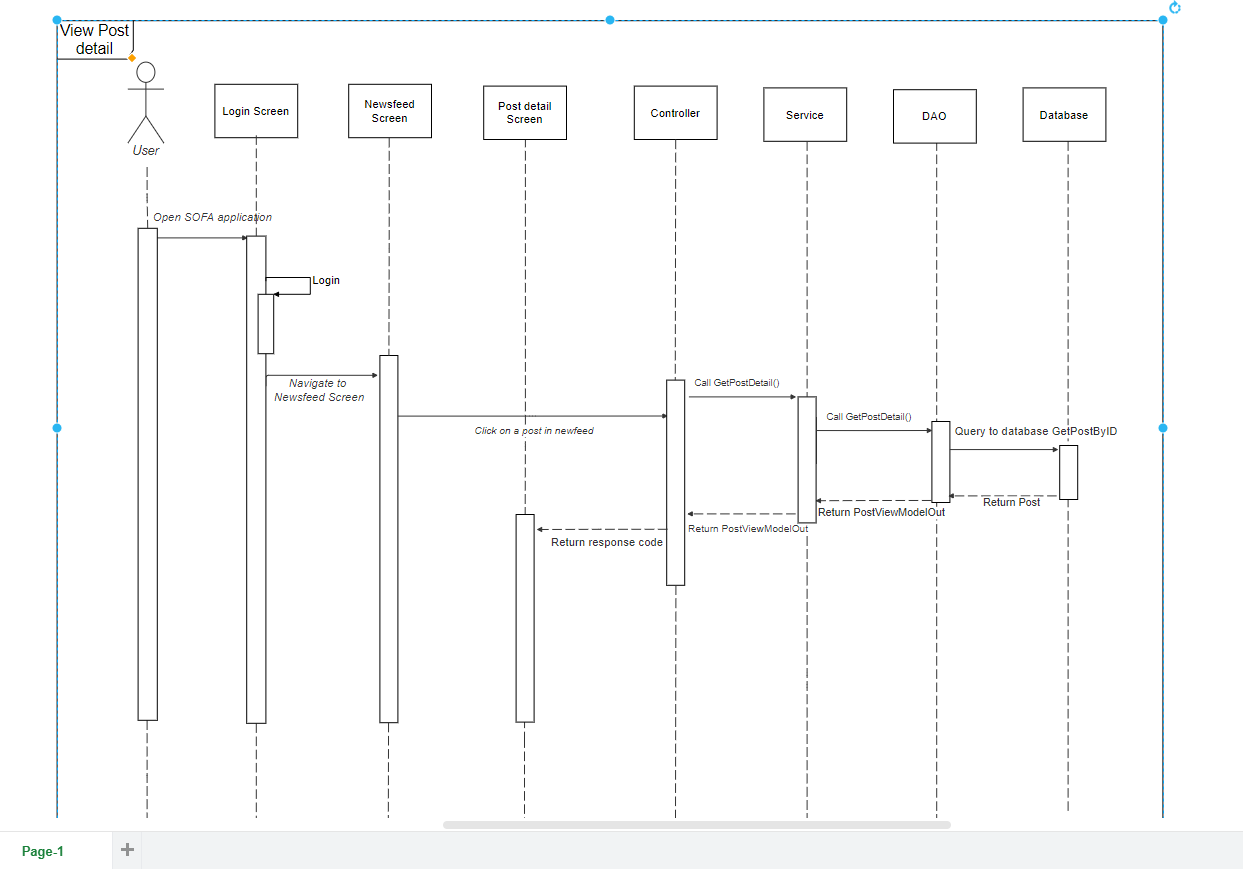 View Post
detail
User
Login Screen
Newsfeed
Screen
Post detail
Screen
Controller
Service
DAO
Database
Open SOFA application
Login
Navigate to
Newsfeed Screen
Call GetPostDetail()
Click on a post in newfeed
Call GetPostDetail()
Query to database GetPostByID
Return Post
Return PostViewModelOut
Return PostViewModelOut
Return response code
Page-1